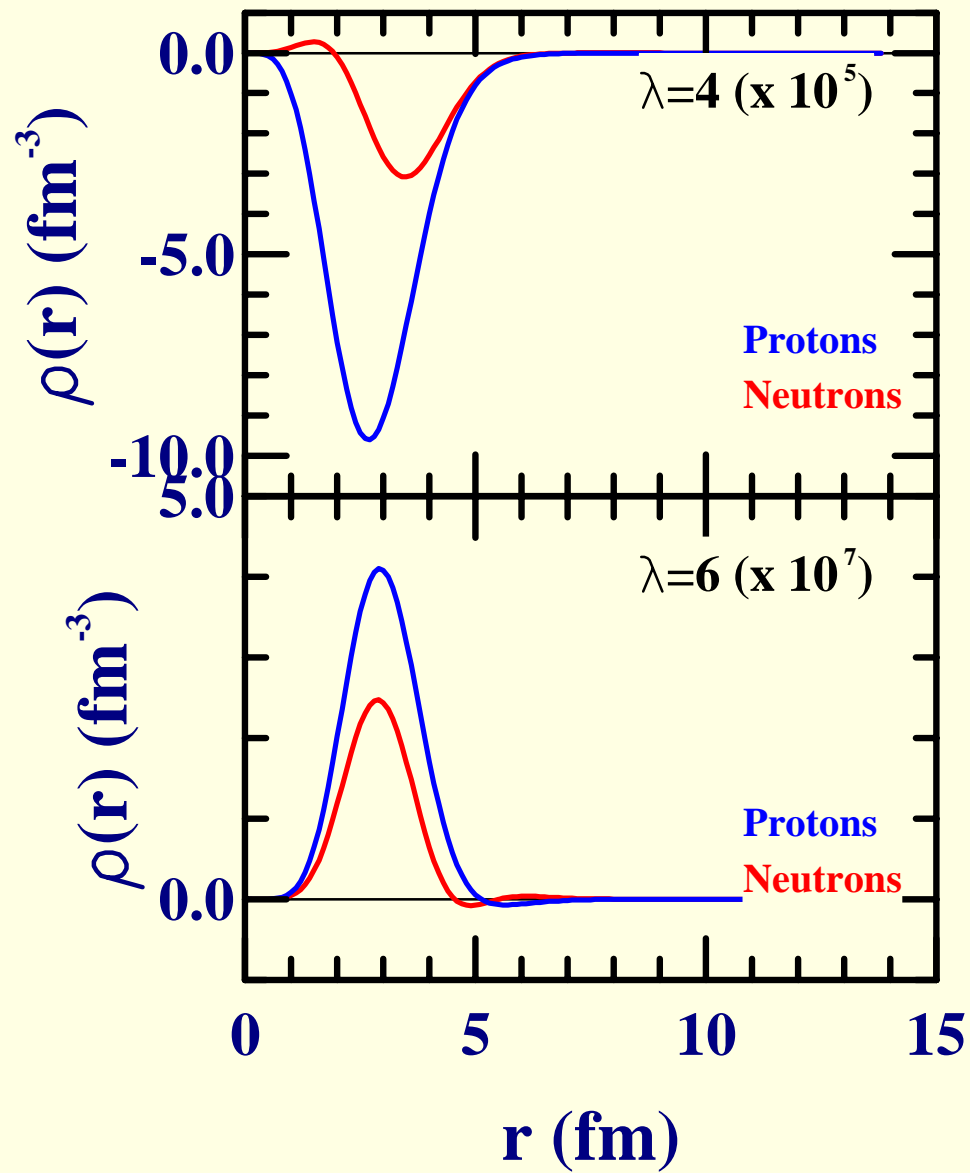 0.0
λ=4 (x 10⁵)
ρ(r) (fm⁻³)
-5.0
Protons
Neutrons
-10.0
5.0
λ=6 (x 10⁷)
ρ(r) (fm⁻³)
Protons
Neutrons
0.0
0 5 10 15
r (fm)